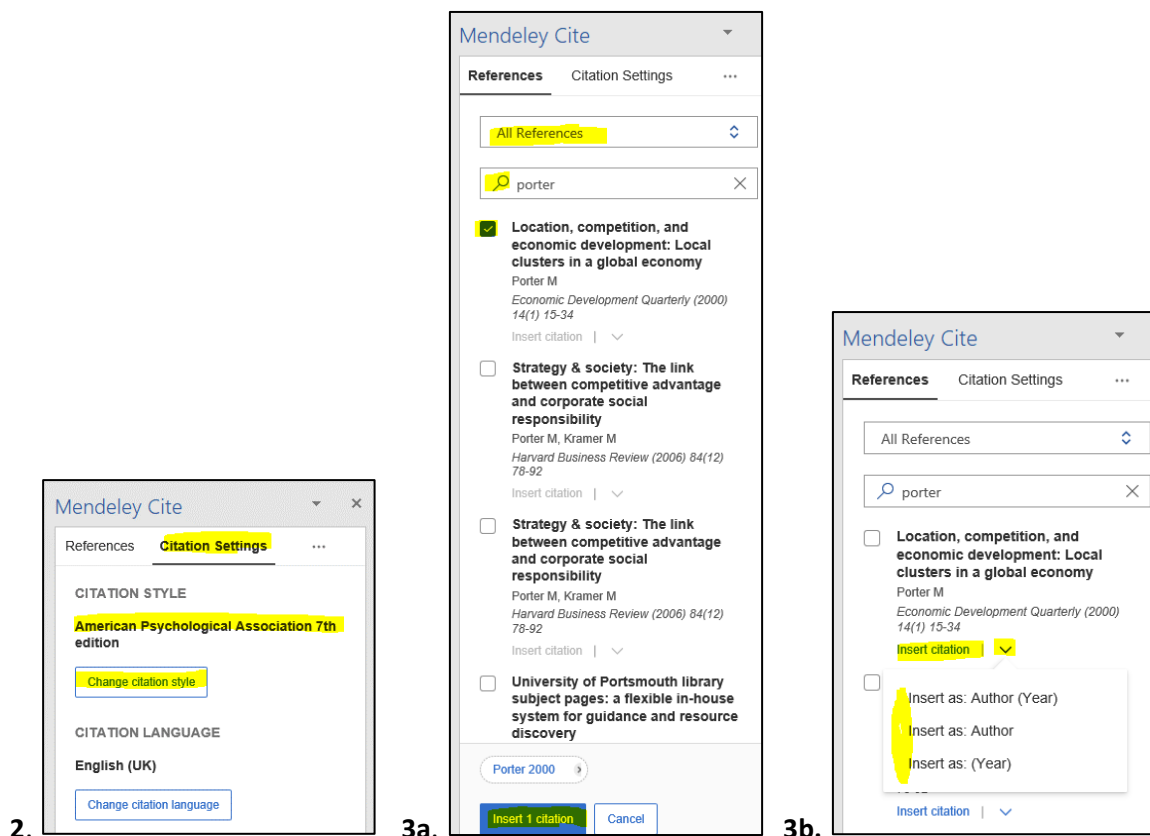 Mendeley Cite
References Citation Settings ...
CITATION STYLE
American Psychological Association 7th
edition
Change citation style
CITATION LANGUAGE
English (UK)
Change citation language
2.
Mendeley Cite
References Citation Settings ...
All References
porter
Location, competition, and
economic development: Local
clusters in a global economy
Porter M
Economic Development Quarterly (2000)
14(1) 15-34
Insert citation |
Strategy & society: The link
between competitive advantage
and corporate social
responsibility
Porter M, Kramer M
Harvard Business Review (2006) 84(12)
78-92
Insert citation |
Strategy & society: The link
between competitive advantage
and corporate social
responsibility
Porter M, Kramer M
Harvard Business Review (2006) 84(12)
78-92
Insert citation |
University of Portsmouth library
subject pages: a flexible in-house
system for guidance and resource
discovery
Porter 2000
Insert 1 citation Cancel
3a.
Mendeley Cite
References Citation Settings ...
All References
porter
Location, competition, and
economic development: Local
clusters in a global economy
Porter M
Economic Development Quarterly (2000)
14(1) 15-34
Insert citation |
Insert as: Author (Year)
Insert as: Author
Insert as: (Year)
Insert citation |
3b.